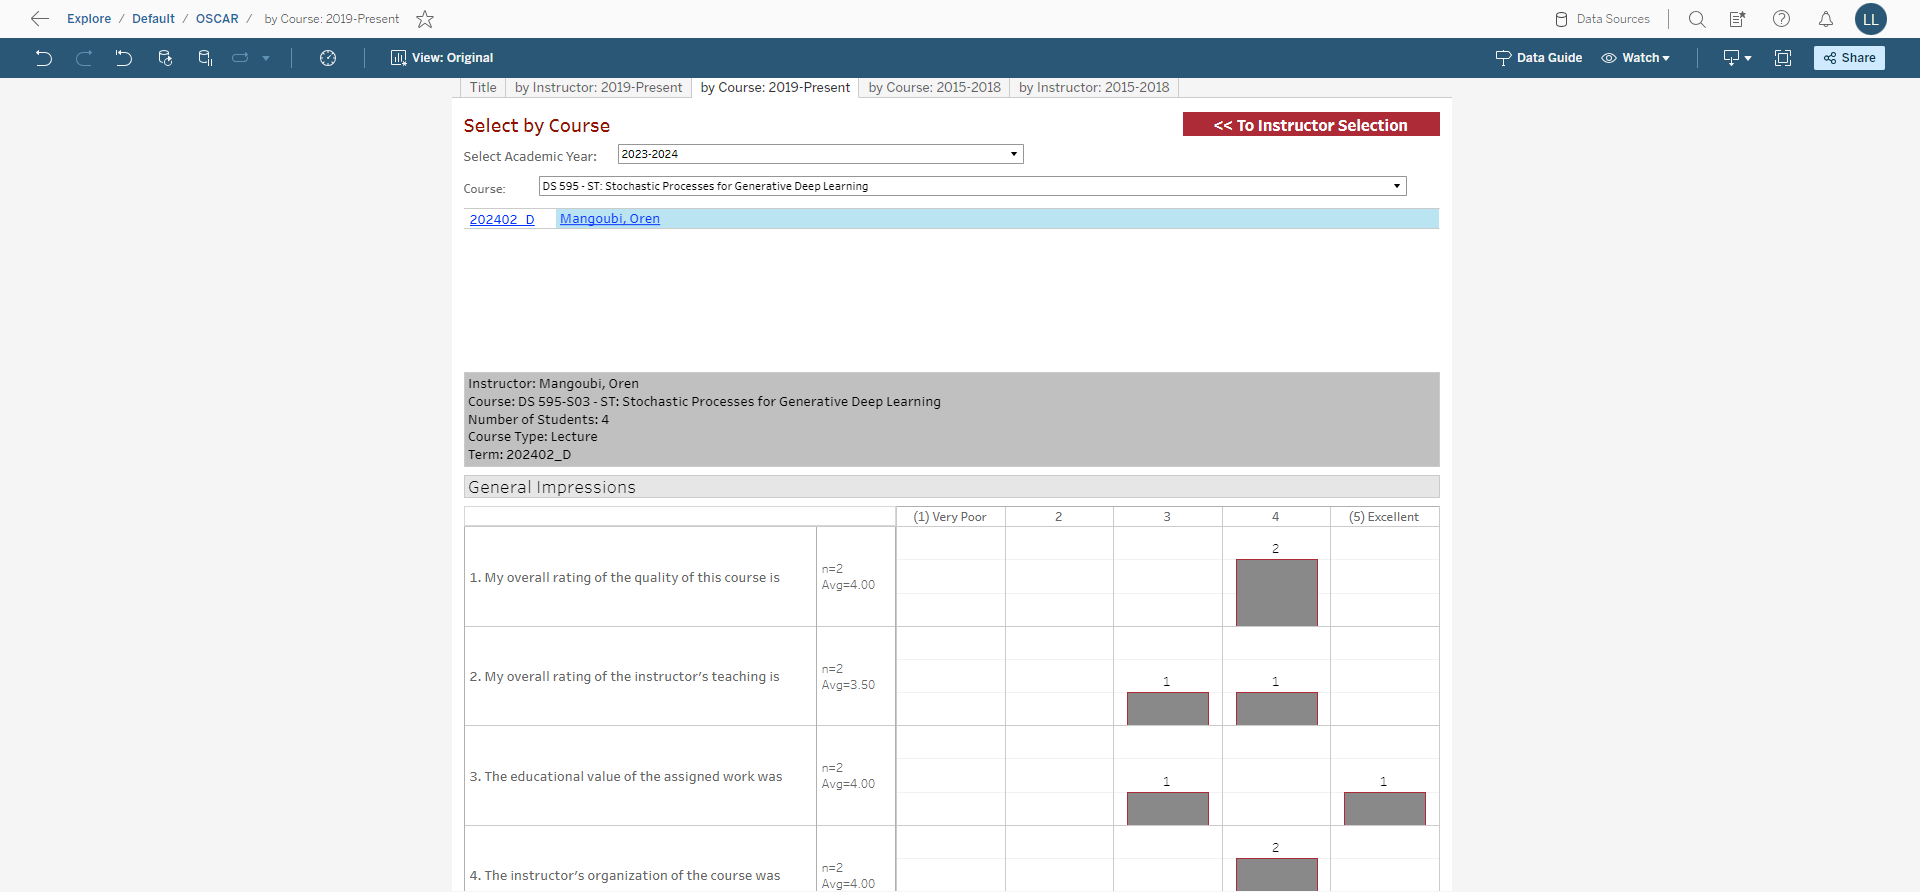 Explore / Default / OSCAR / by Course: 2019-Present
Data Sources
LL
View: Original
Data Guide
Watch
Share
Title
by Instructor: 2019-Present
by Course: 2019-Present
by Course: 2015-2018
by Instructor: 2015-2018
Select by Course
<< To Instructor Selection
Select Academic Year: 2023-2024
Course: DS 595 - ST: Stochastic Processes for Generative Deep Learning
202402_D Mangoubi, Oren
Instructor: Mangoubi, Oren
Course: DS 595-S03 - ST: Stochastic Processes for Generative Deep Learning
Number of Students: 4
Course Type: Lecture
Term: 202402_D
General Impressions
(1) Very Poor 2 3 4 (5) Excellent
1. My overall rating of the quality of this course is
n=2
Avg=4.00
2
2. My overall rating of the instructor's teaching is
n=2
Avg=3.50
1 1
3. The educational value of the assigned work was
n=2
Avg=4.00
1 1
4. The instructor's organization of the course was
n=2
Avg=4.00
2